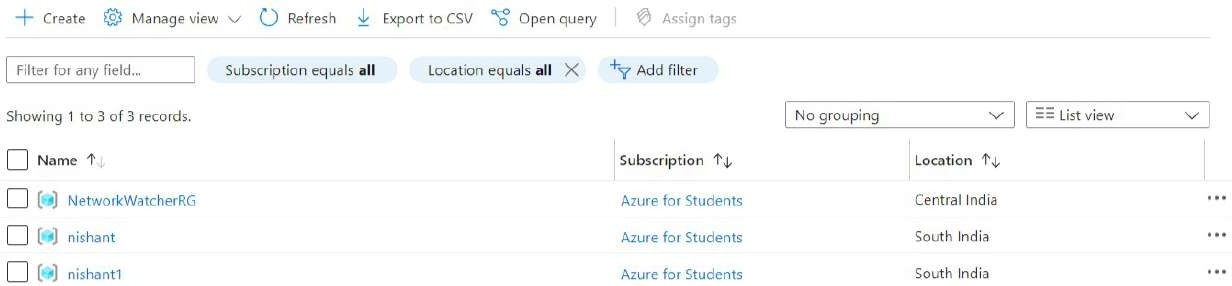 Create Manage view Refresh Export to CSV Open query Assign tags
Filter for any field... Subscription equals all Location equals all Add filter
Showing 1 to 3 of 3 records. No grouping List view
Name Subscription Location
NetworkWatcherRG Azure for Students Central India
nishant Azure for Students South India
nishant1 Azure for Students South India